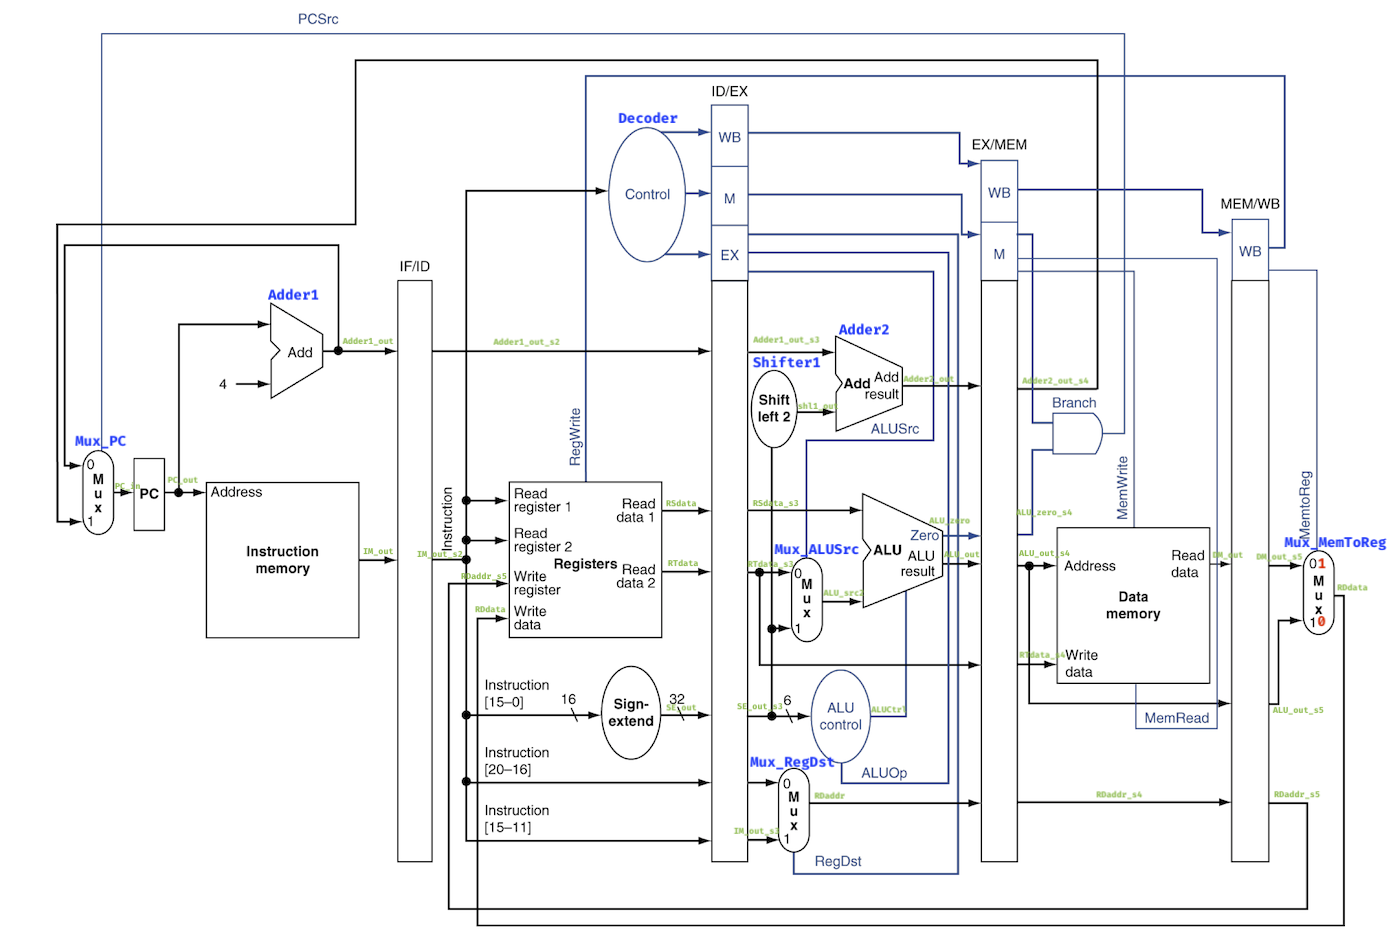 PCSrc
ID/EX
Decoder
WB
EX/MEM
Control
M
WB
MEM/WB
EX
M
WB
IF/ID
Adder1
Add
4
Adder1_out
Adder1_out_s2
Adder1_out_s3
Adder2
Shifter1
Add
Add
result
Adder2_out
Adder2_out_s4
Shift
left 2
shl1_out
ALUSrc
Branch
RegWrite
Mux_PC
0
M
u
x
1
PC_in
PC
PC_out
Address
Instruction
memory
IM_out
IM_out_s2
Instruction
Read
register 1
Read
register 2
Write
register
Write
data
Registers
Read
data 1
Read
data 2
RDaddr_s5
RDdata
RSdata
RTdata
RSdata_s3
RTdata_s3
Mux_ALUSrc
0
M
u
x
1
ALU_src2
ALU
Zero
ALU
result
ALU_zero
ALU_out
ALU_zero_s4
ALU_out_s4
MemWrite
Address
Read
data
Data
memory
Write
data
RTdata_s4
MemRead
DM_out
DM_out_s5
MemtoReg
Mux_MemToReg
01
M
u
x
10
RDdata
ALU_out_s5
Instruction
[15–0]
16
Sign-
extend
32
SE_out
SE_out_s3
6
ALU
control
ALUCtrl
ALUOp
Instruction
[20–16]
Mux_RegDst
0
M
u
x
1
RDaddr
RDaddr_s4
RDaddr_s5
Instruction
[15–11]
IM_out_s3
RegDst